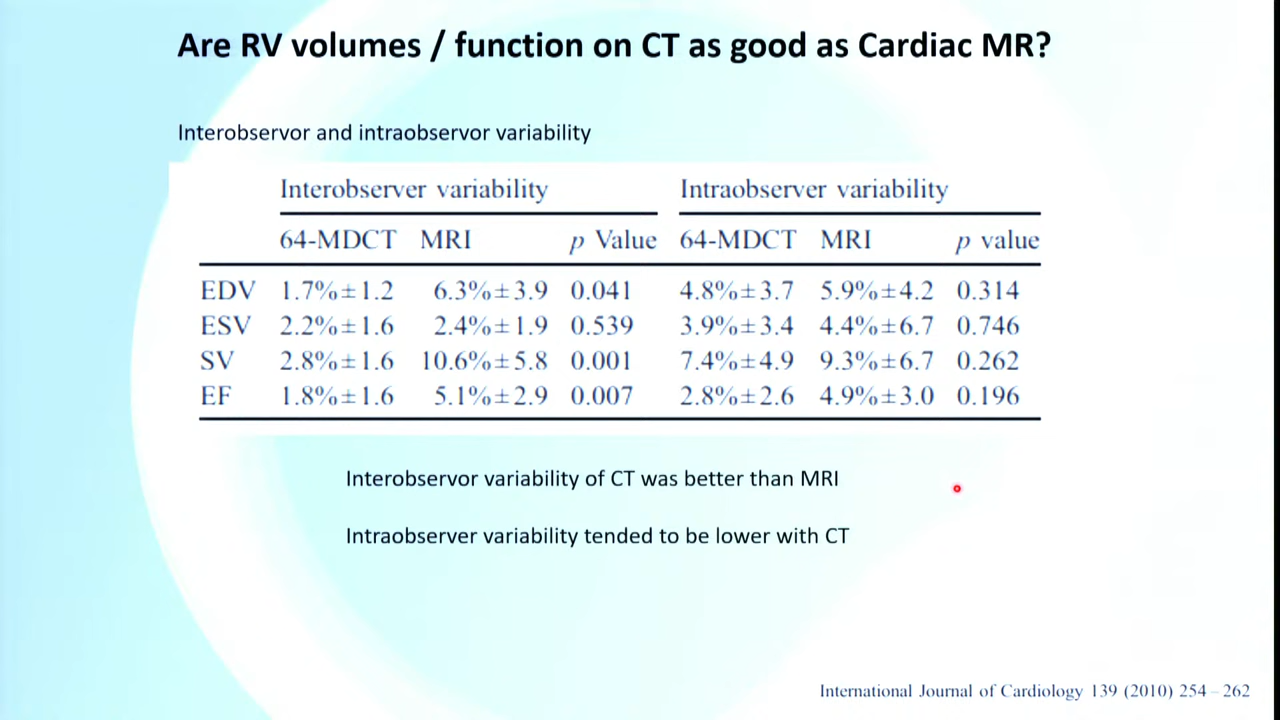 Are RV volumes / function on CT as good as Cardiac MR?
Interobservor and intraobservor variability
Interobserver variability Intraobserver variability
64-MDCT MRI p Value 64-MDCT MRI p value
EDV 1.7%±1.2 6.3%±3.9 0.041 4.8%±3.7 5.9%±4.2 0.314
ESV 2.2%±1.6 2.4%±1.9 0.539 3.9%±3.4 4.4%±6.7 0.746
SV 2.8%±1.6 10.6%±5.8 0.001 7.4%±4.9 9.3%±6.7 0.262
EF 1.8%±1.6 5.1%±2.9 0.007 2.8%±2.6 4.9%±3.0 0.196
Interobservor variability of CT was better than MRI
Intraobserver variability tended to be lower with CT
International Journal of Cardiology 139 (2010) 254–262